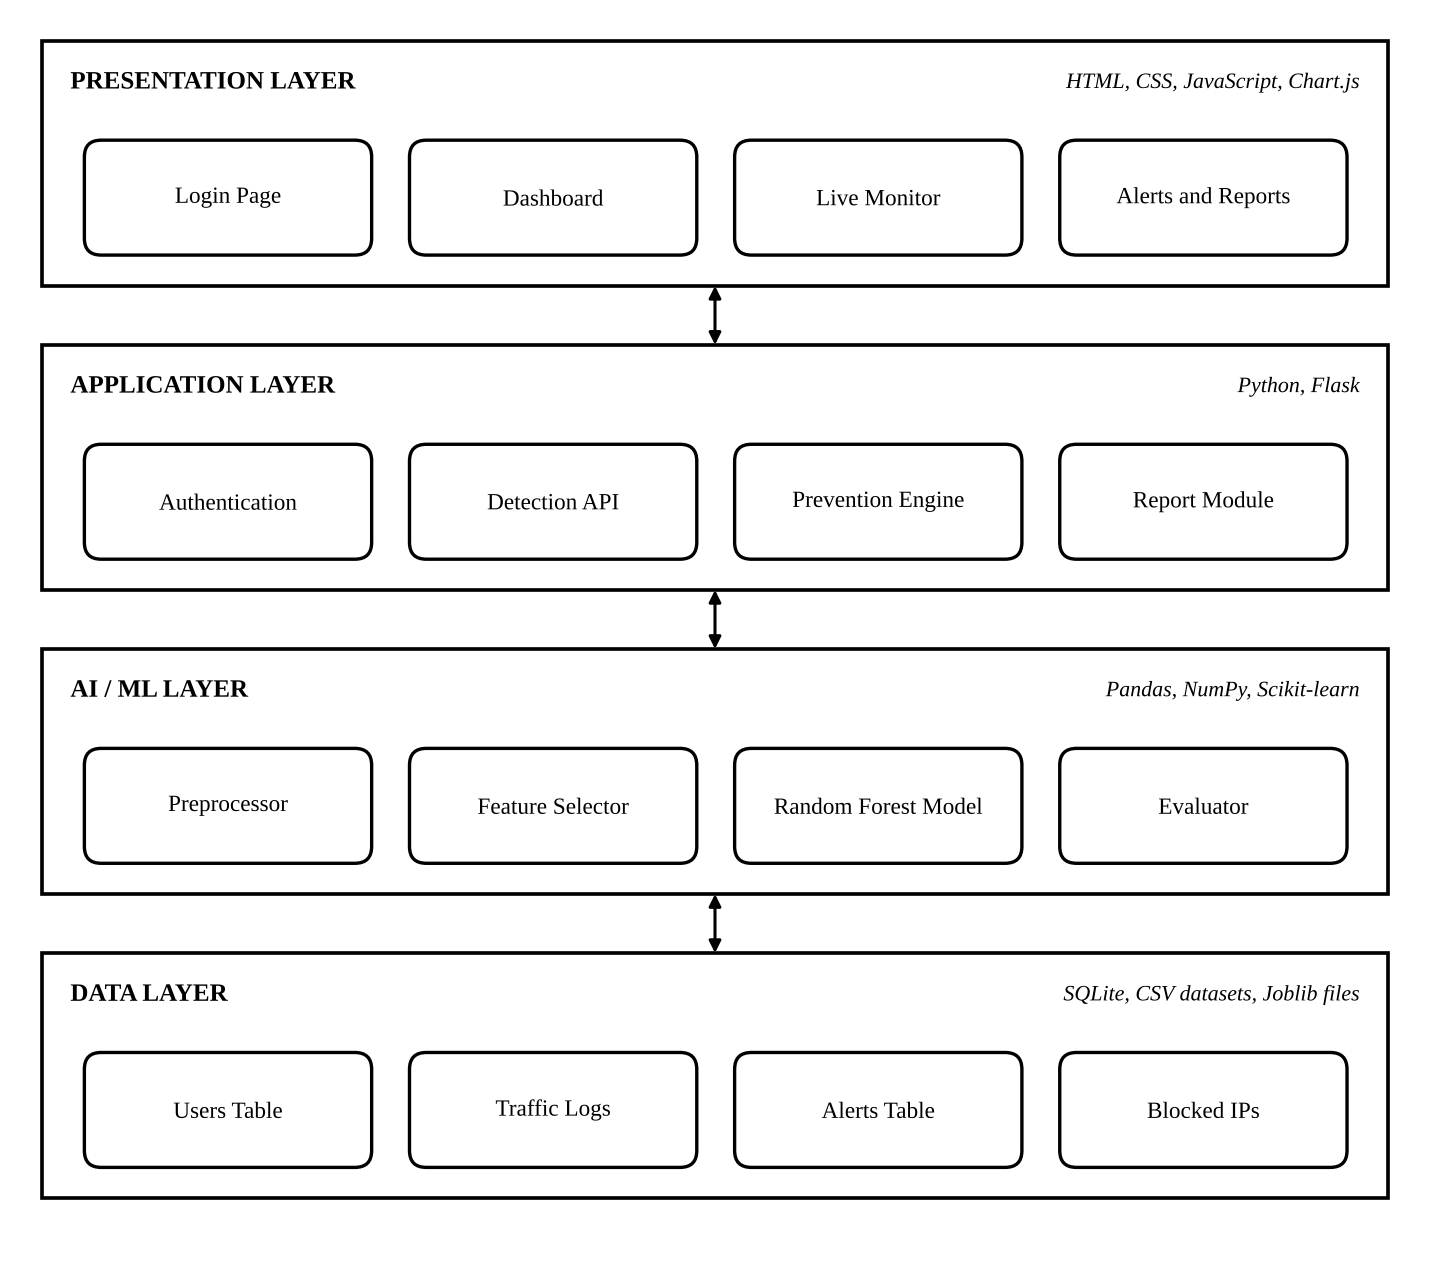 PRESENTATION LAYER
HTML, CSS, JavaScript, Chart.js
Login Page
Dashboard
Live Monitor
Alerts and Reports
APPLICATION LAYER
Python, Flask
Authentication
Detection API
Prevention Engine
Report Module
AI / ML LAYER
Pandas, NumPy, Scikit-learn
Preprocessor
Feature Selector
Random Forest Model
Evaluator
DATA LAYER
SQLite, CSV datasets, Joblib files
Users Table
Traffic Logs
Alerts Table
Blocked IPs